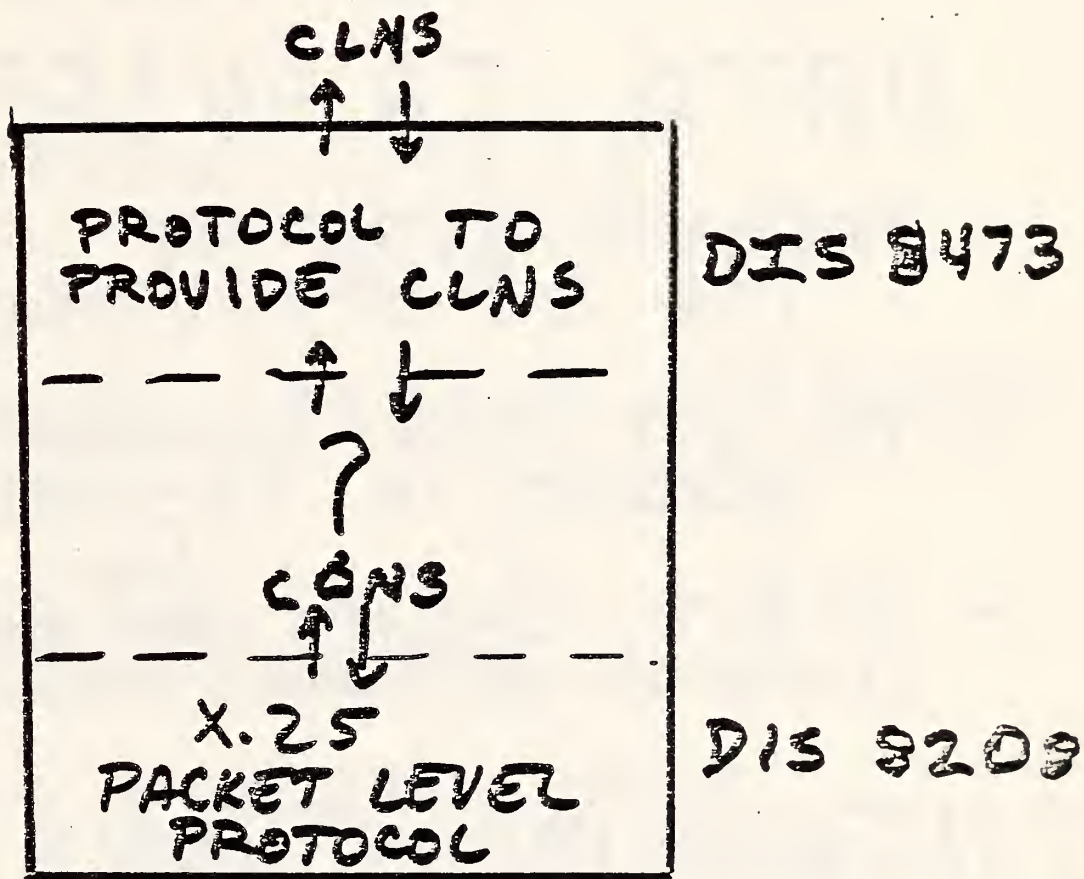 CLNS
PROTOCOL TO
PROVIDE CLNS
DIS 8473
?
CONS
X.25
PACKET LEVEL
PROTOCOL
DIS 8208